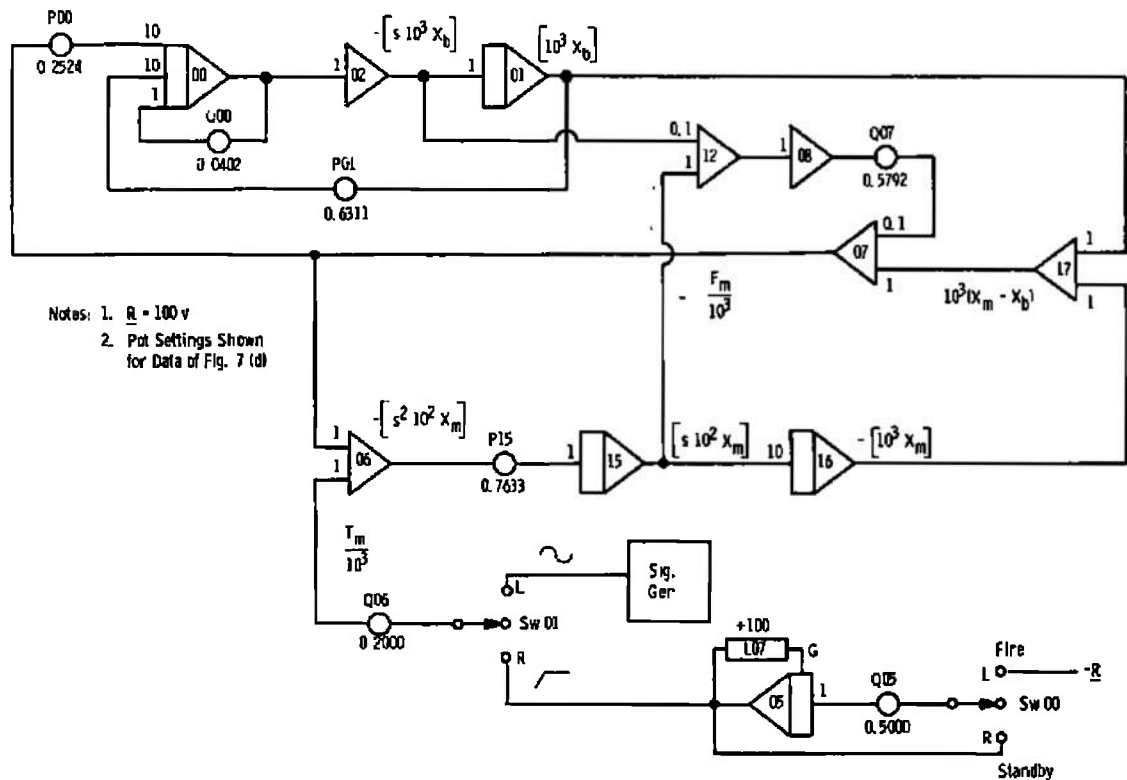 PD0
0.2524
10
10
1
00
Q00
0.0402
PG1
0.6311
1
02
-[s 10³ X_b]
1
01
[10³ X_b]
0.1
1
12
1
08
Q07
0.5792
0.1
07
1
10³(X_m - X_b)
17
1
1
- F_m
10³
Notes: 1. R = 100 v
2. Pot Settings Shown
for Data of Fig. 7 (d)
1
1
06
-[s² 10² X_m]
P15
0.7633
1
15
[s 10² X_m]
10
16
-[10³ X_m]
T_m
10³
Q06
0.2000
L
Sw 01
R
Sig.
Ger
+100
L07
G
05
1
Q05
0.5000
Fire
L
-R
Sw 00
R
Standby